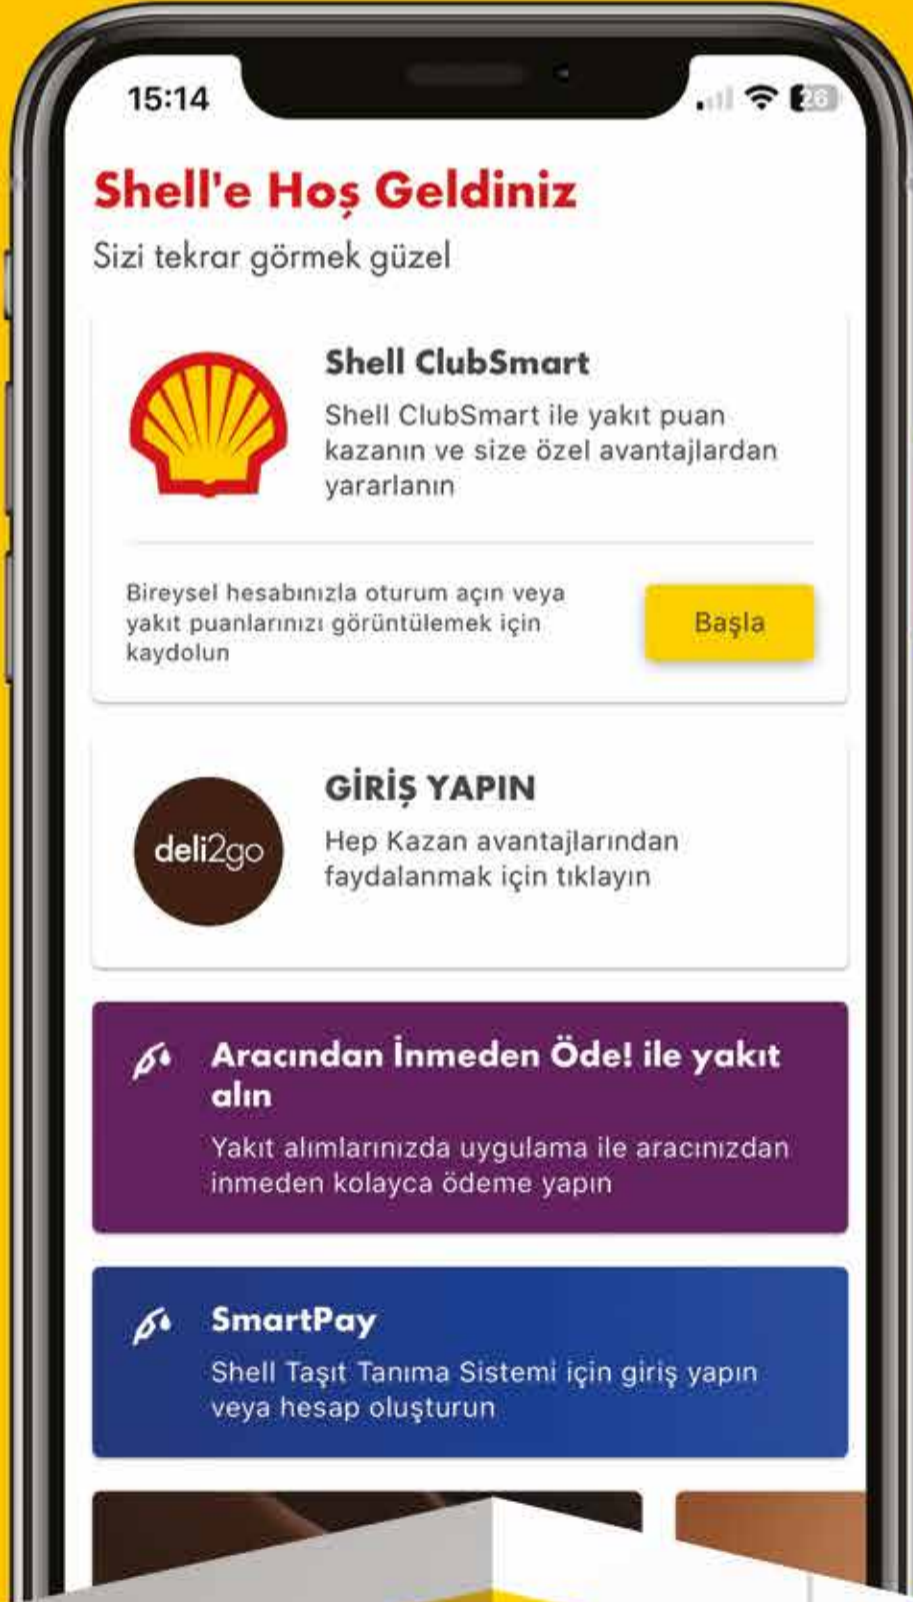 15:14
26
Shell'e Hoş Geldiniz
Sizi tekrar görmek güzel
Shell ClubSmart
Shell ClubSmart ile yakıt puan
kazanın ve size özel avantajlardan
yararlanın
Bireysel hesabınızla oturum açın veya
yakıt puanlarınızı görüntülemek için
kaydolun
Başla
deli2go
GİRİŞ YAPIN
Hep Kazan avantajlarından
faydalanmak için tıklayın
Aracından İnmeden Öde! ile yakıt
alın
Yakıt alımlarınızda uygulama ile aracınızdan
inmeden kolayca ödeme yapın
SmartPay
Shell Taşıt Tanıma Sistemi için giriş yapın
veya hesap oluşturun